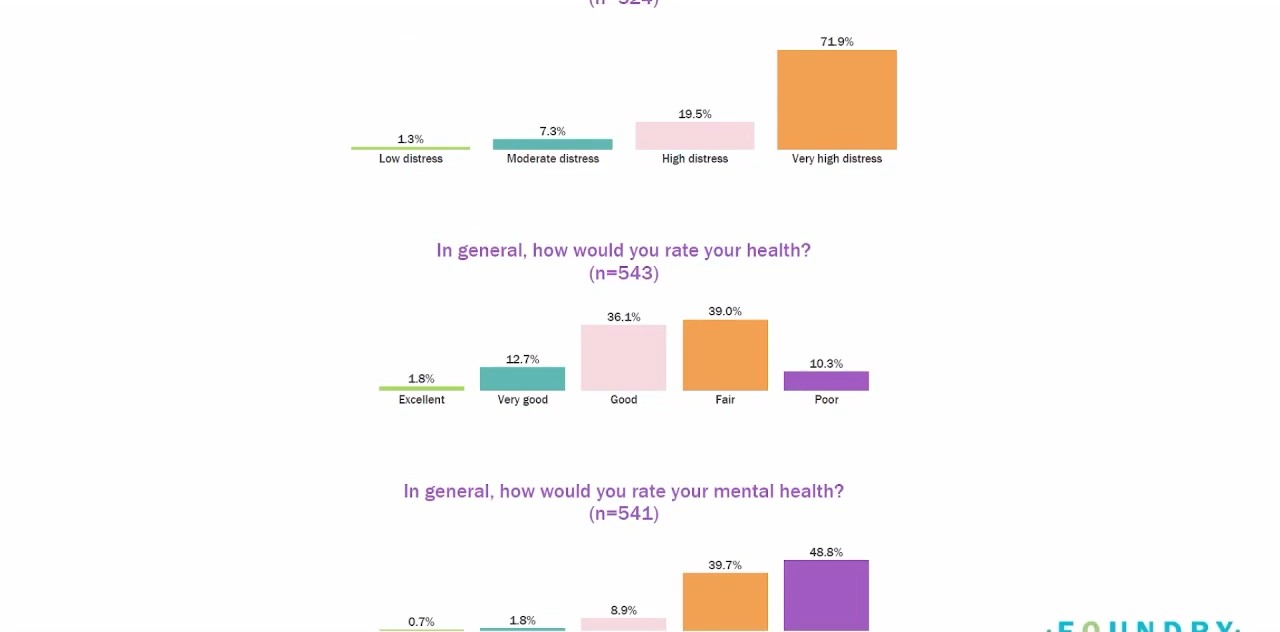 (n=524)
71.9%
19.5%
7.3%
1.3%
Low distress Moderate distress High distress Very high distress
In general, how would you rate your health?
(n=543)
39.0%
36.1%
12.7%
10.3%
1.8%
Excellent Very good Good Fair Poor
In general, how would you rate your mental health?
(n=541)
48.8%
39.7%
8.9%
1.8%
0.7%
FOUNDRY